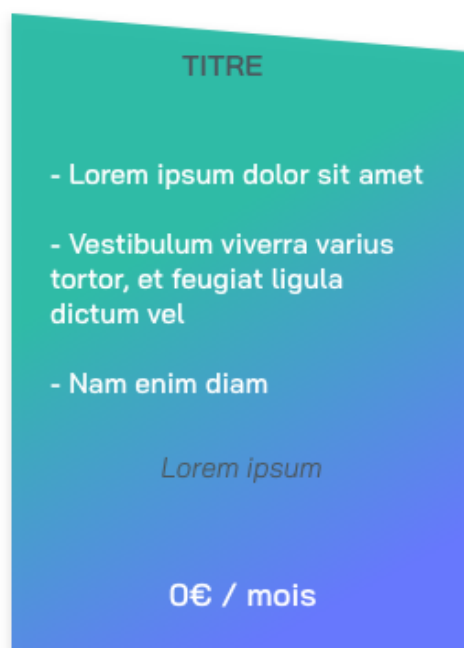 TITRE
- Lorem ipsum dolor sit amet
- Vestibulum viverra varius
tortor, et feugiat ligula
dictum vel
- Nam enim diam
Lorem ipsum
0€ / mois